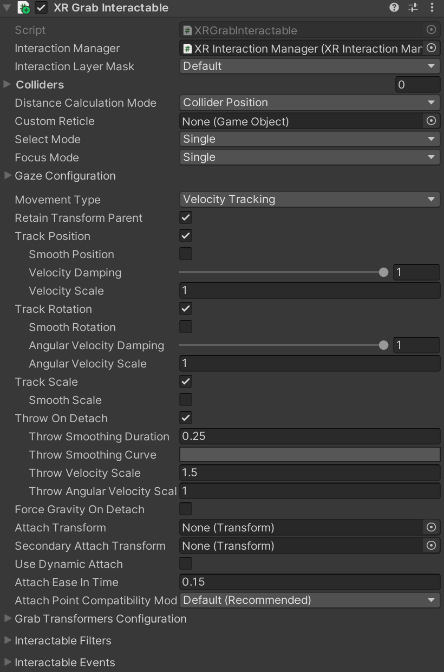 XR Grab Interactable
Script XRGrabInteractable
Interaction Manager XR Interaction Manager (XR Interaction Man
Interaction Layer Mask Default
Colliders 0
Distance Calculation Mode Collider Position
Custom Reticle None (Game Object)
Select Mode Single
Focus Mode Single
Gaze Configuration
Movement Type Velocity Tracking
Retain Transform Parent
Track Position
Smooth Position
Velocity Damping 1
Velocity Scale 1
Track Rotation
Smooth Rotation
Angular Velocity Damping 1
Angular Velocity Scale 1
Track Scale
Smooth Scale
Throw On Detach
Throw Smoothing Duration 0.25
Throw Smoothing Curve
Throw Velocity Scale 1.5
Throw Angular Velocity Scal 1
Force Gravity On Detach
Attach Transform None (Transform)
Secondary Attach Transform None (Transform)
Use Dynamic Attach
Attach Ease In Time 0.15
Attach Point Compatibility Mod Default (Recommended)
Grab Transformers Configuration
Interactable Filters
Interactable Events